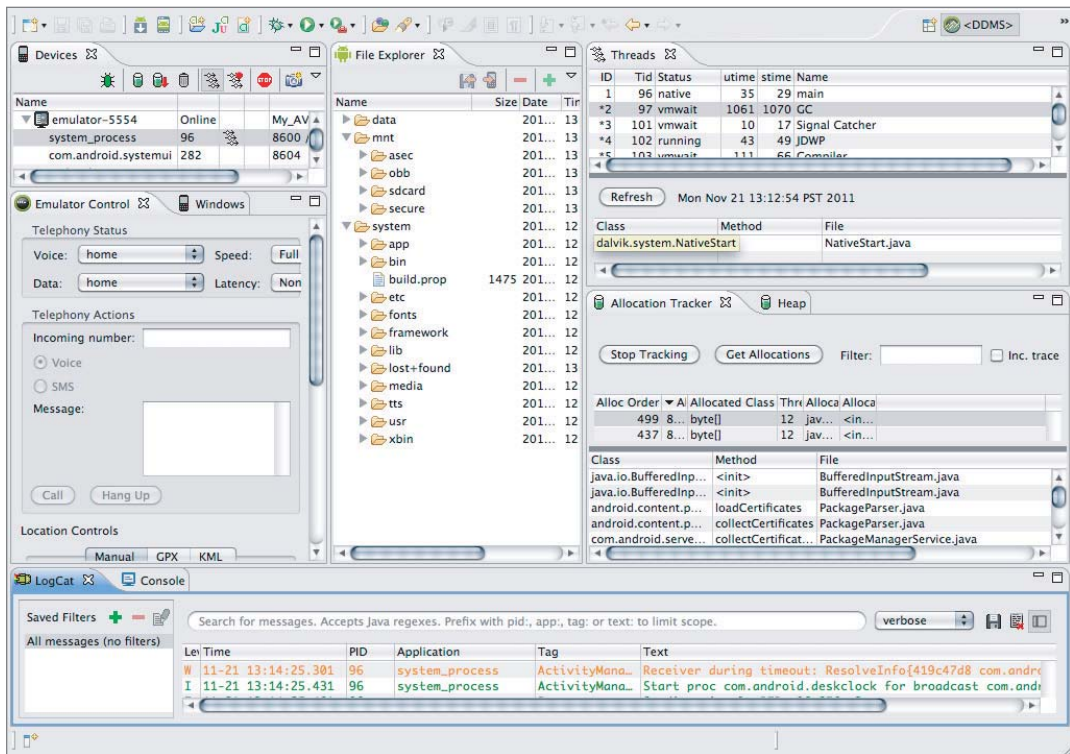 <DDMS>
»
Devices
Name
emulator-5554 Online My_AV
system_process 96 8600 /
com.android.systemui 282 8604
Emulator Control Windows
Telephony Status
Voice: home Speed: Full
Data: home Latency: Non
Telephony Actions
Incoming number:
Voice
SMS
Message:
Call Hang Up
Location Controls
Manual GPX KML
File Explorer
Name Size Date Tir
data 201... 13
mnt 201... 13
asec 201... 13
obb 201... 13
sdcard 201... 13
secure 201... 13
system 201... 12
app 201... 12
bin 201... 12
build.prop 1475 201... 12
etc 201... 12
fonts 201... 12
framework 201... 12
lib 201... 12
lost+found 201... 12
media 201... 12
tts 201... 12
usr 201... 12
xbin 201... 12
Threads
ID Tid Status utime stime Name
1 96 native 35 29 main
*2 97 vmwait 1061 1070 GC
*3 101 vmwait 10 17 Signal Catcher
*4 102 running 43 49 JDWP
*5 103 vmwait 111 66 Compiler
Refresh Mon Nov 21 13:12:54 PST 2011
Class Method File
dalvik.system.NativeStart NativeStart.java
Allocation Tracker Heap
Stop Tracking Get Allocations Filter: Inc. trace
Alloc Order Al Allocated Class Thre Alloca Alloca
499 8... byte[] 12 jav... <in...
437 8... byte[] 12 jav... <in...
Class Method File
java.io.BufferedInp... <init> BufferedInputStream.java
java.io.BufferedInp... <init> BufferedInputStream.java
android.content.p... loadCertificates PackageParser.java
android.content.p... collectCertificates PackageParser.java
com.android.serve... collectCertificat... PackageManagerService.java
LogCat Console
Saved Filters
All messages (no filters)
Search for messages. Accepts Java regexes. Prefix with pid:, app:, tag: or text: to limit scope.
verbose
Lev Time PID Application Tag Text
W 11-21 13:14:25.301 96 system_process ActivityMana… Receiver during timeout: ResolveInfo{419c47d8 com.andro
I 11-21 13:14:25.431 96 system_process ActivityMana… Start proc com.android.deskclock for broadcast com.andr